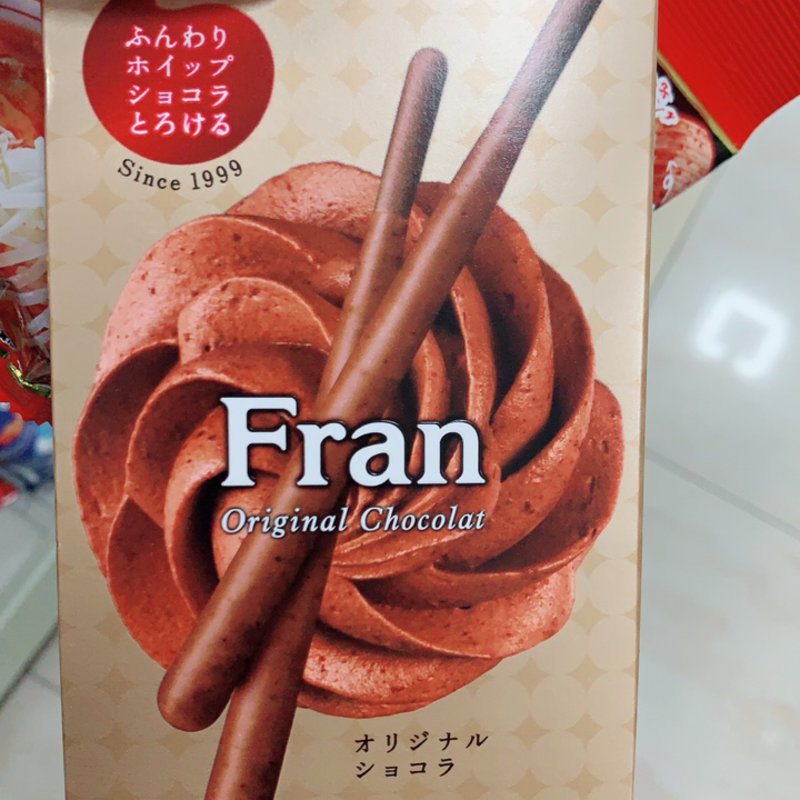 ふんわり
ホイップ
ショコラ
とろける
Since 1999
Fran
Original Chocolat
オリジナル
ショコラ